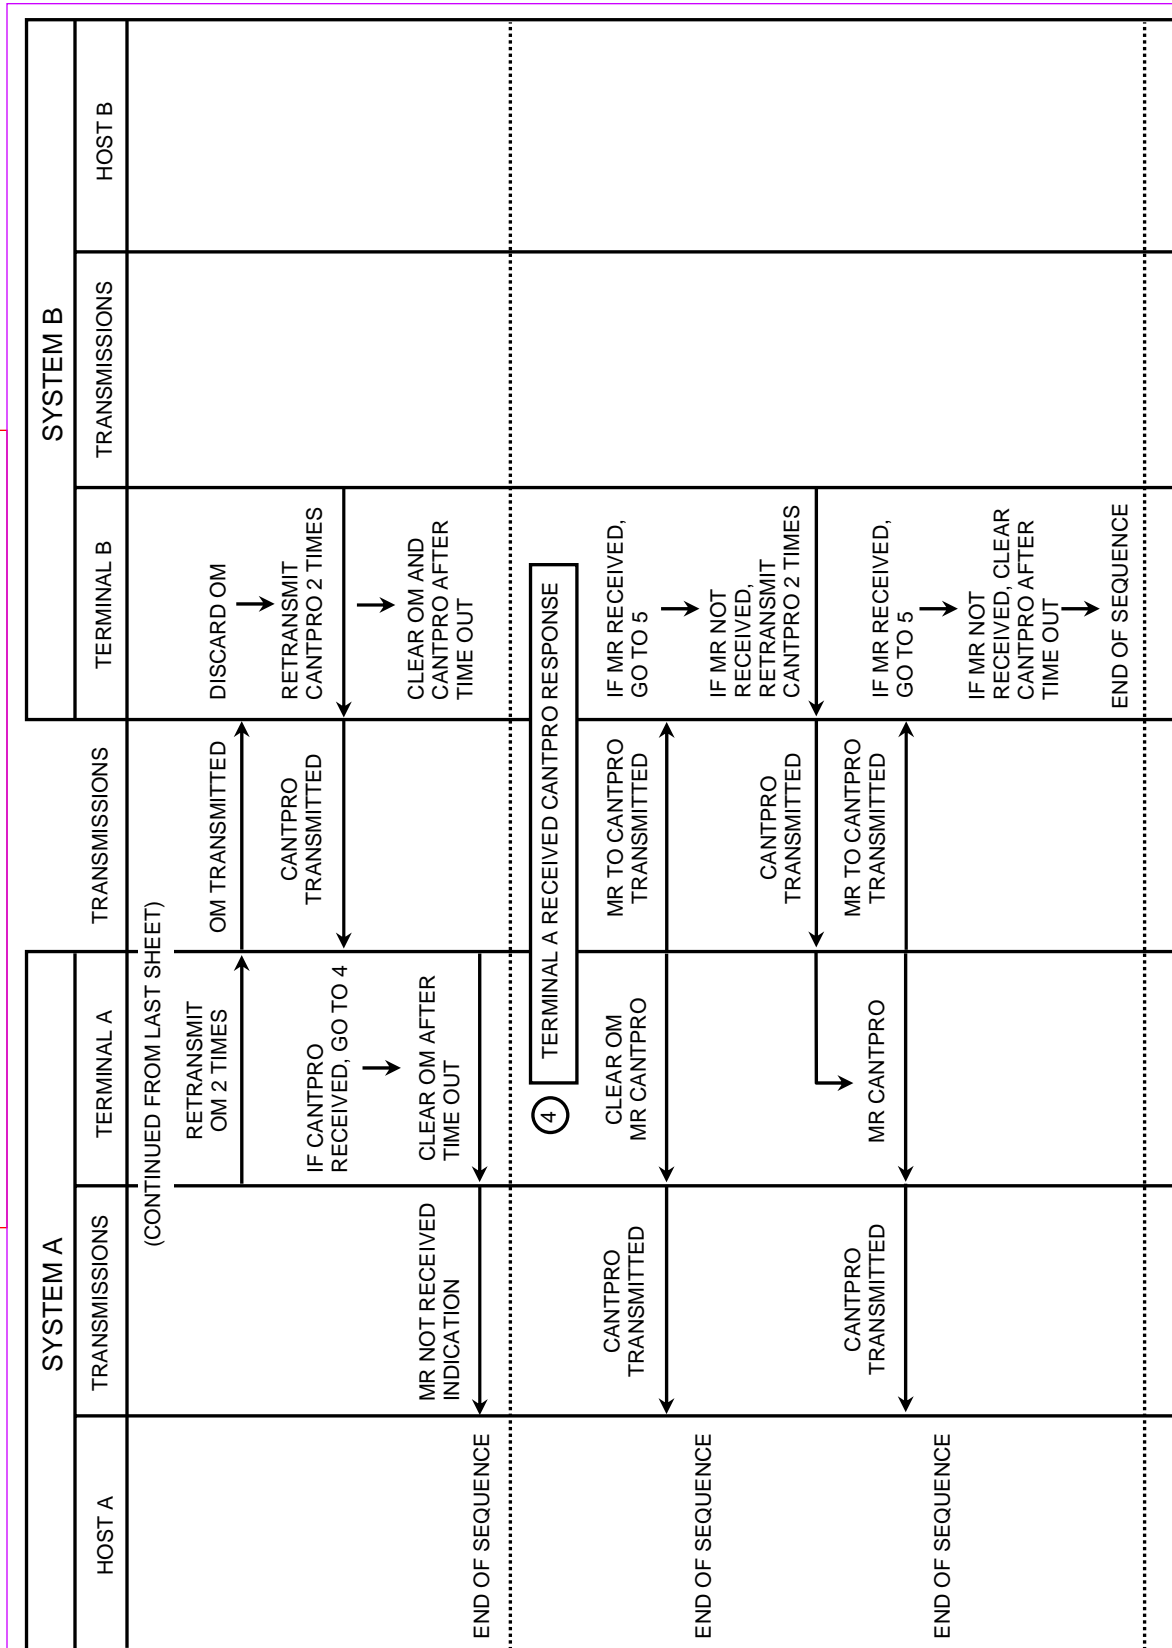 SYSTEM A
SYSTEM B
HOST A
TRANSMISSIONS
TERMINAL A
TRANSMISSIONS
TERMINAL B
TRANSMISSIONS
HOST B
(CONTINUED FROM LAST SHEET)
RETRANSMIT
OM 2 TIMES
OM TRANSMITTED
DISCARD OM
RETRANSMIT
CANTPRO 2 TIMES
CANTPRO
TRANSMITTED
IF CANTPRO
RECEIVED, GO TO 4
CLEAR OM AND
CANTPRO AFTER
TIME OUT
CLEAR OM AFTER
TIME OUT
MR NOT RECEIVED
INDICATION
END OF SEQUENCE
4
TERMINAL A RECEIVED CANTPRO RESPONSE
CLEAR OM
MR CANTPRO
MR TO CANTPRO
TRANSMITTED
IF MR RECEIVED,
GO TO 5
CANTPRO
TRANSMITTED
END OF SEQUENCE
IF MR NOT
RECEIVED,
RETRANSMIT
CANTPRO 2 TIMES
CANTPRO
TRANSMITTED
MR CANTPRO
MR TO CANTPRO
TRANSMITTED
IF MR RECEIVED,
GO TO 5
CANTPRO
TRANSMITTED
END OF SEQUENCE
IF MR NOT
RECEIVED, CLEAR
CANTPRO AFTER
TIME OUT
END OF SEQUENCE